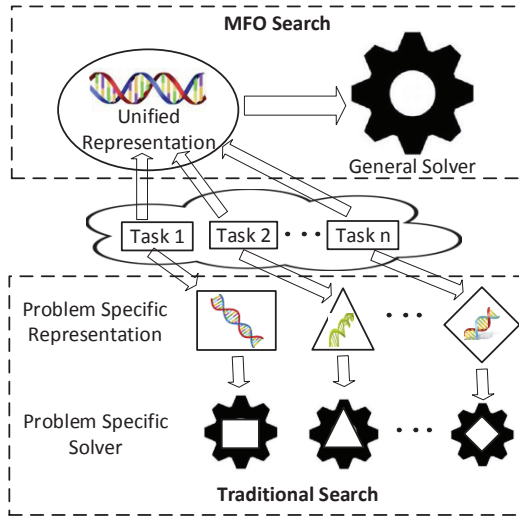 MFO Search
Unified
Representation
General Solver
Task 1
Task 2
Task n
Problem Specific
Representation
Problem Specific
Solver
Traditional Search